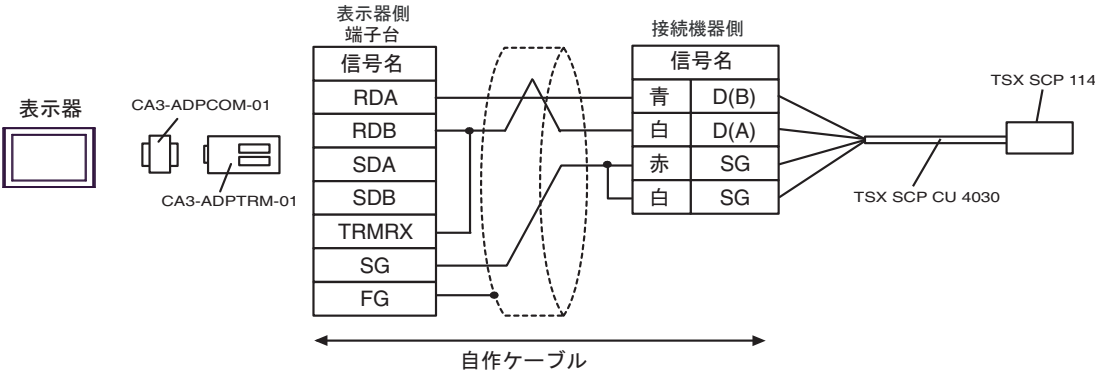 表示器
CA3-ADPCOM-01
CA3-ADPTRM-01
表示器側
端子台
信号名
RDA
RDB
SDA
SDB
TRMRX
SG
FG
接続機器側
信号名
青 D(B)
白 D(A)
赤 SG
白 SG
TSX SCP 114
TSX SCP CU 4030
自作ケーブル